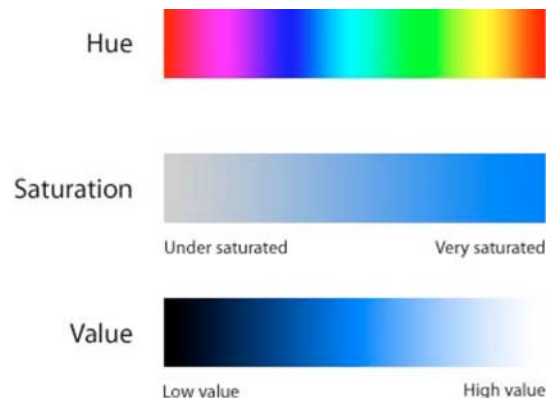 Hue
Saturation
Under saturated Very saturated
Value
Low value High value